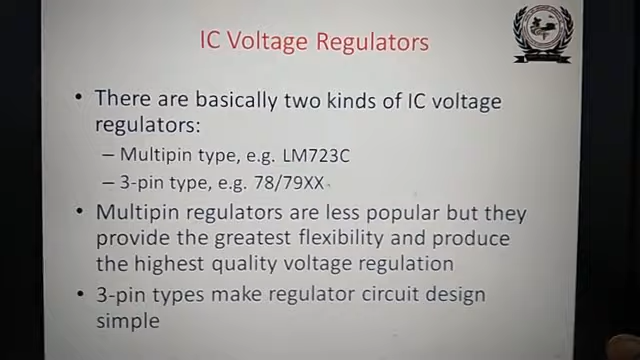 IC Voltage Regulators
• There are basically two kinds of IC voltage
regulators:
– Multipin type, e.g. LM723C
– 3-pin type, e.g. 78/79XX
• Multipin regulators are less popular but they
provide the greatest flexibility and produce
the highest quality voltage regulation
• 3-pin types make regulator circuit design
simple